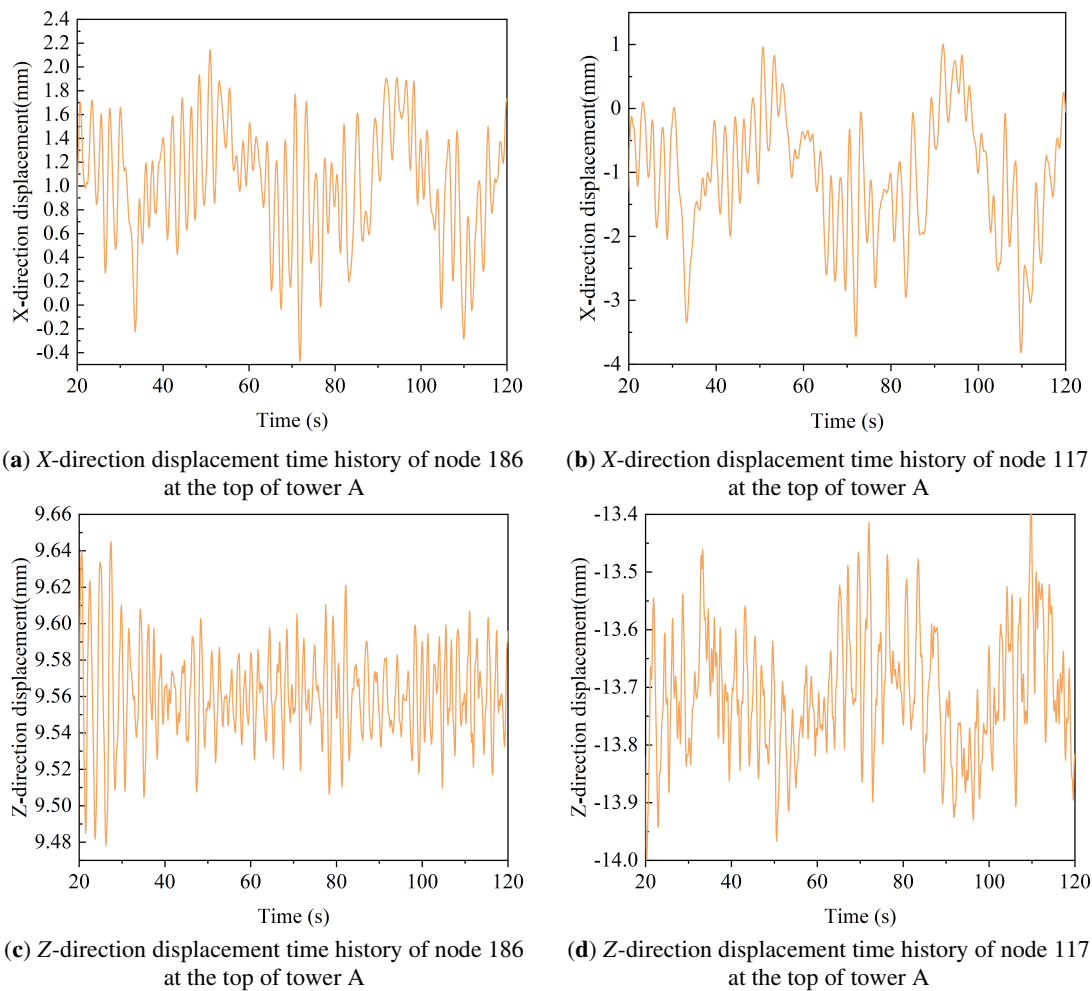 2.4
2.2
2.0
1.8
1.6
1.4
1.2
1.0
0.8
0.6
0.4
0.2
0.0
-0.2
-0.4
X-direction displacement(mm)
20 40 60 80 100 120
Time (s)
1
0
-1
-2
-3
-4
X-direction displacement(mm)
20 40 60 80 100 120
Time (s)
(a) X-direction displacement time history of node 186
at the top of tower A
(b) X-direction displacement time history of node 117
at the top of tower A
9.66
9.64
9.62
9.60
9.58
9.56
9.54
9.52
9.50
9.48
Z-direction displacement(mm)
20 40 60 80 100 120
Time (s)
-13.4
-13.5
-13.6
-13.7
-13.8
-13.9
-14.0
Z-direction displacement(mm)
20 40 60 80 100 120
Time (s)
(c) Z-direction displacement time history of node 186
at the top of tower A
(d) Z-direction displacement time history of node 117
at the top of tower A